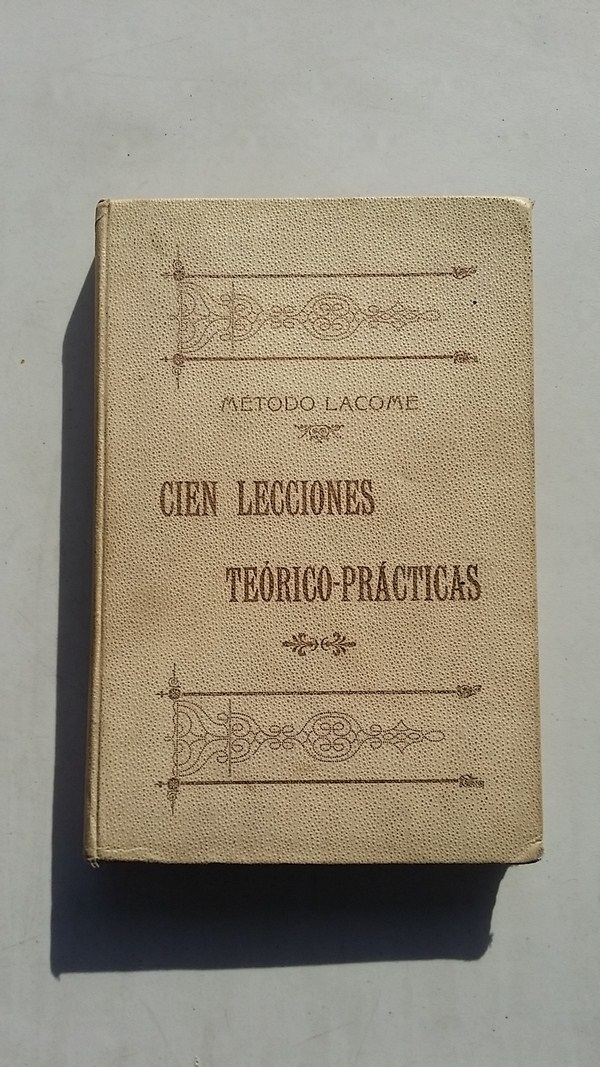 MÉTODO LACOME
CIEN LECCIONES
TEÓRICO-PRÁCTICAS